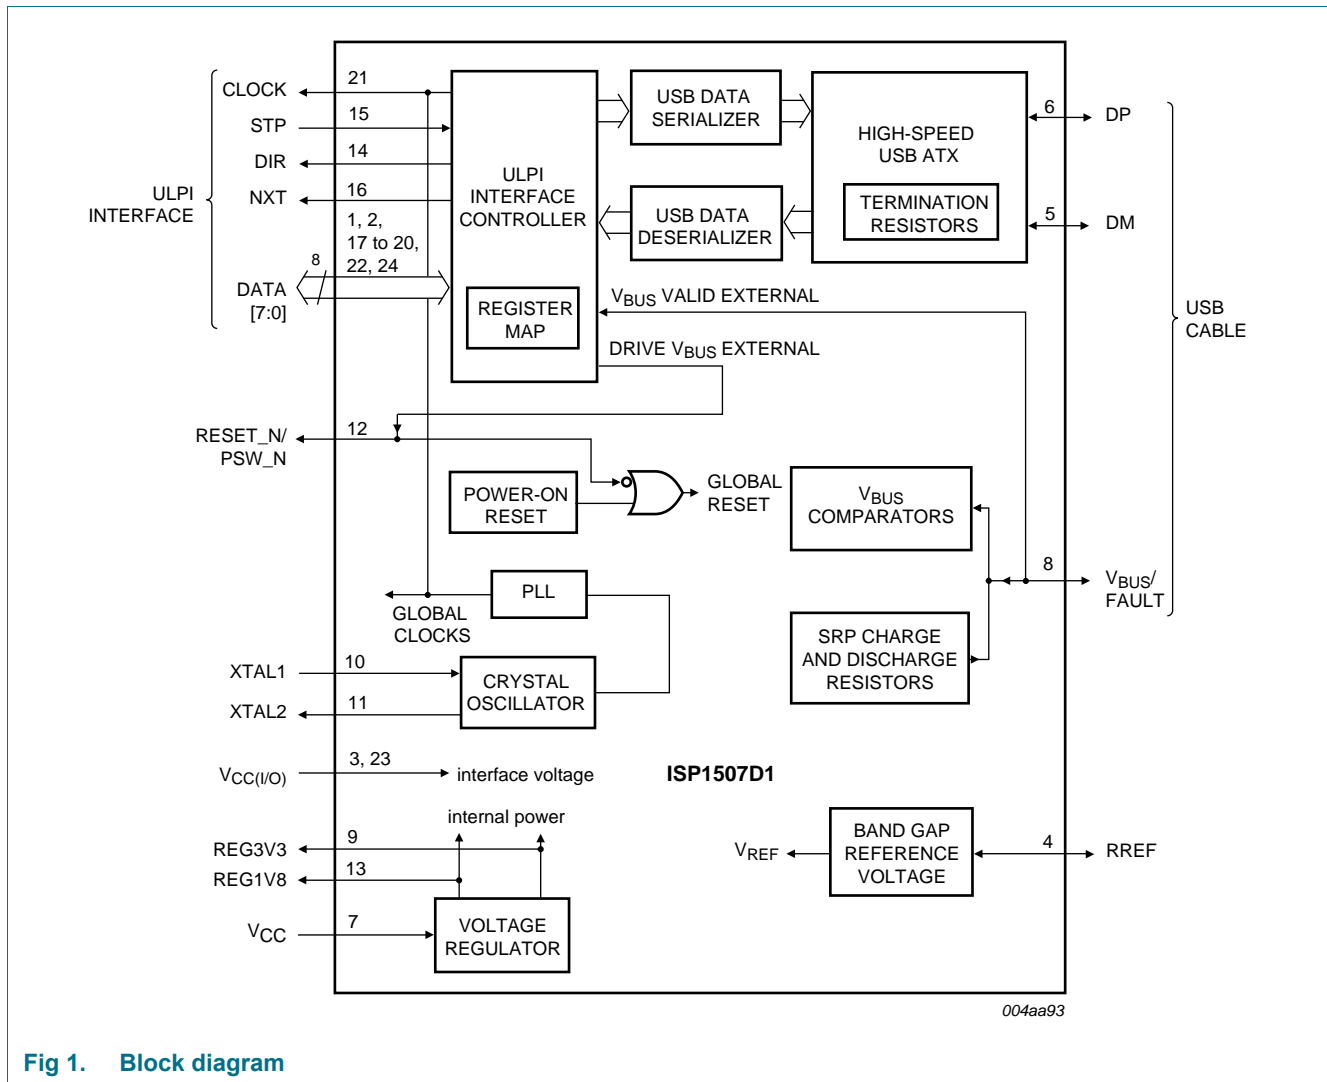 CLOCK
21
STP
15
DIR
14
NXT
16
ULPI
INTERFACE
1, 2,
17 to 20,
22, 24
8
DATA
[7:0]
ULPI
INTERFACE
CONTROLLER
REGISTER
MAP
USB DATA
SERIALIZER
USB DATA
DESERIALIZER
HIGH-SPEED
USB ATX
TERMINATION
RESISTORS
6
DP
5
DM
USB
CABLE
VBUS VALID EXTERNAL
DRIVE VBUS EXTERNAL
RESET_N/
PSW_N
12
POWER-ON
RESET
GLOBAL
RESET
VBUS
COMPARATORS
8
VBUS/
FAULT
PLL
GLOBAL
CLOCKS
SRP CHARGE
AND DISCHARGE
RESISTORS
XTAL1
10
XTAL2
11
CRYSTAL
OSCILLATOR
VCC(I/O)
3, 23
interface voltage
ISP1507D1
internal power
REG3V3
9
REG1V8
13
VCC
7
VOLTAGE
REGULATOR
VREF
BAND GAP
REFERENCE
VOLTAGE
4
RREF
004aa93
Fig 1. Block diagram